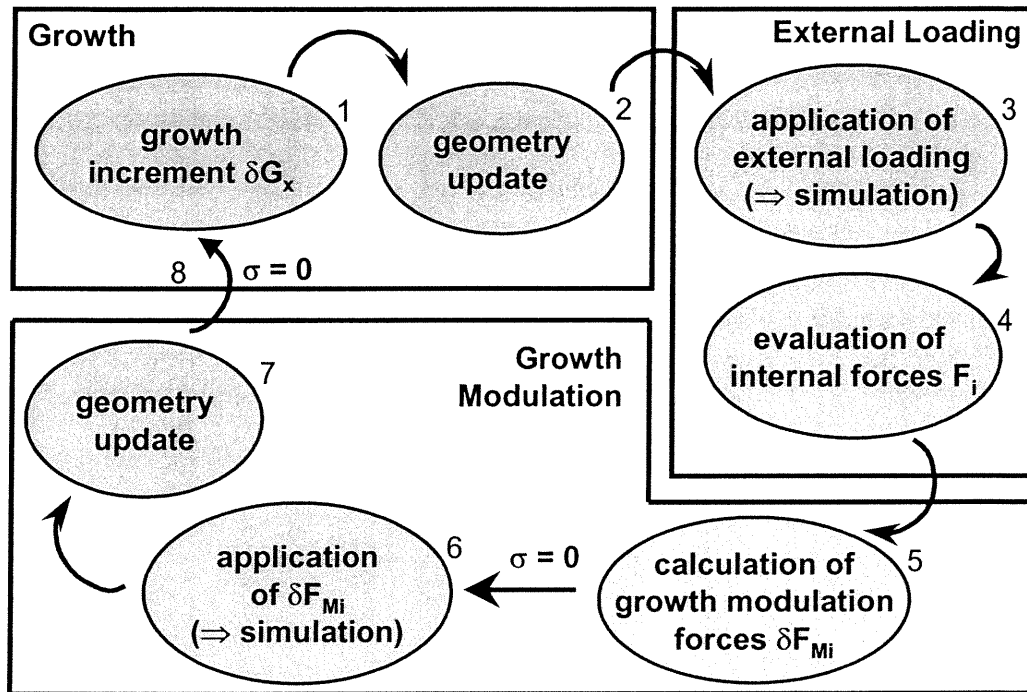 Growth
growth
increment δGₓ
1
geometry
update
2
External Loading
application of
external loading
(⇒ simulation)
3
evaluation of
internal forces Fᵢ
4
Growth
Modulation
calculation of
growth modulation
forces δF_Mi
5
σ = 0
application
of δF_Mi
(⇒ simulation)
6
geometry
update
7
8
σ = 0